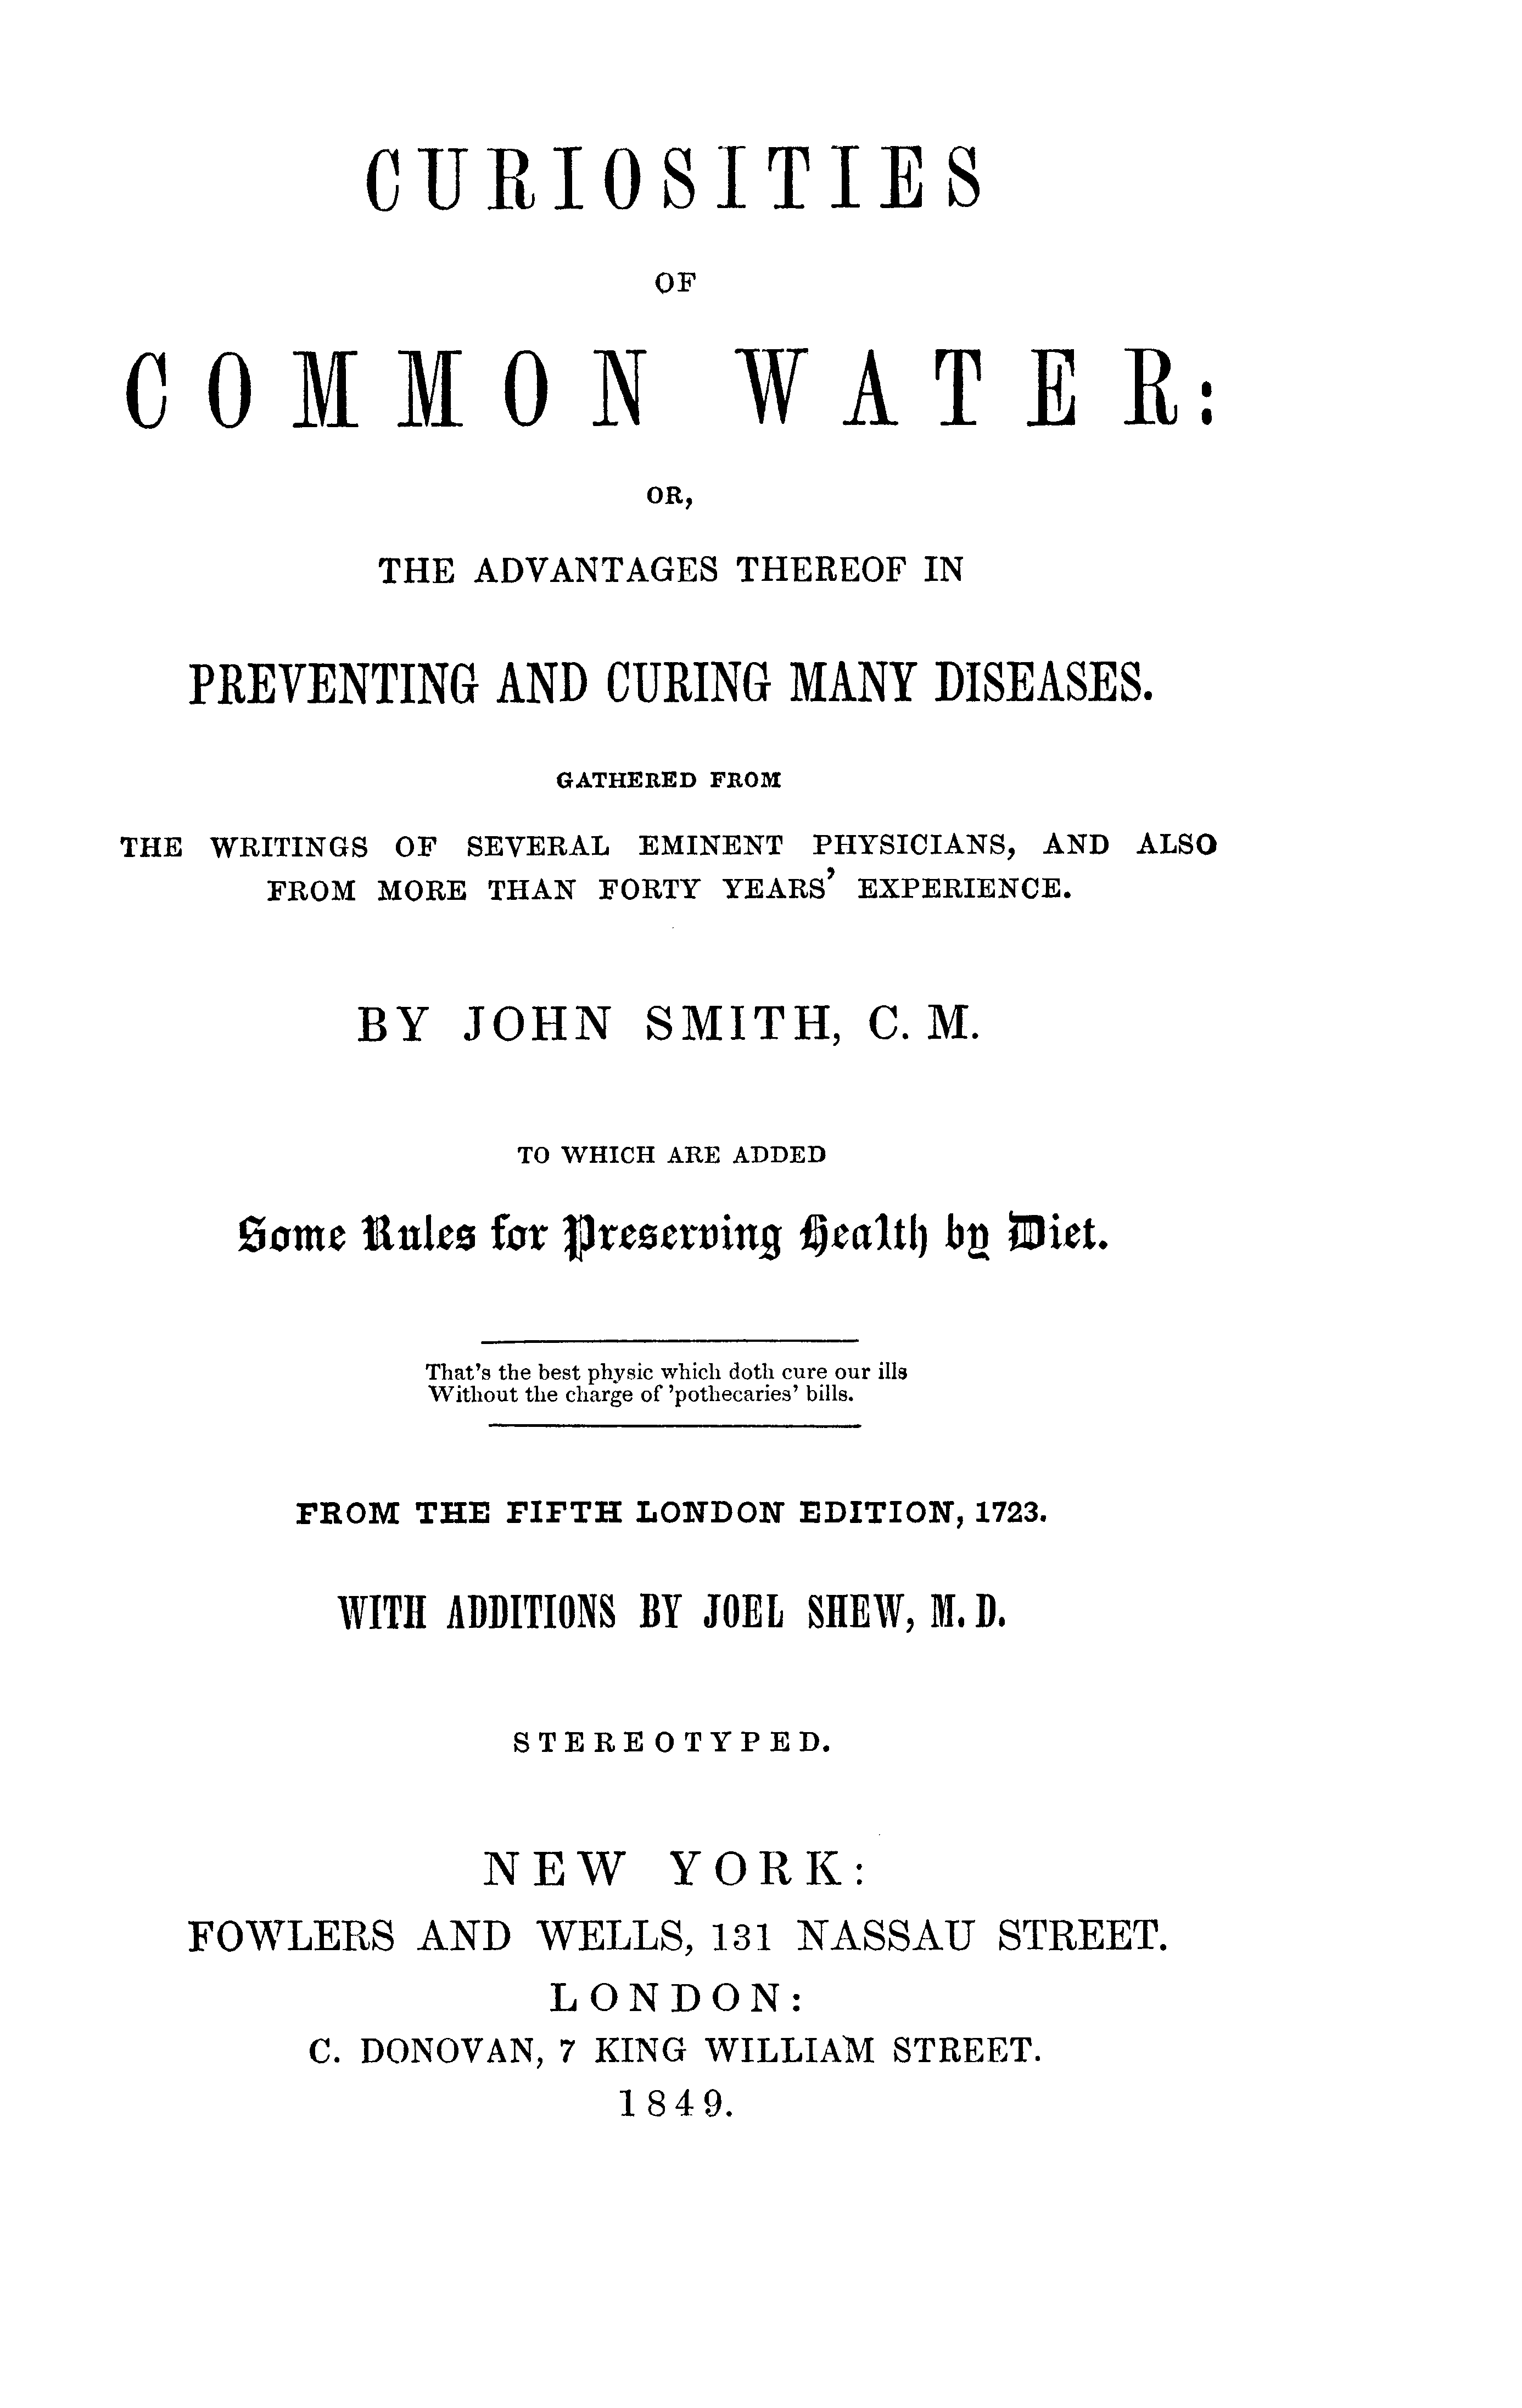 CURIOSITIES
OF
COMMON WATER:
OR,
THE ADVANTAGES THEREOF IN
PREVENTING AND CURING MANY DISEASES.
GATHERED FROM
THE WRITINGS OF SEVERAL EMINENT PHYSICIANS, AND ALSO
FROM MORE THAN FORTY YEARS' EXPERIENCE.
BY JOHN SMITH, C. M.
TO WHICH ARE ADDED
Some Rules for Preserving Health by Diet.
That's the best physic which doth cure our ills
Without the charge of 'pothecaries' bills.
FROM THE FIFTH LONDON EDITION, 1723.
WITH ADDITIONS BY JOEL SHEW, M. D.
STEREOTYPED.
NEW YORK:
FOWLERS AND WELLS, 131 NASSAU STREET.
LONDON:
C. DONOVAN, 7 KING WILLIAM STREET.
1849.